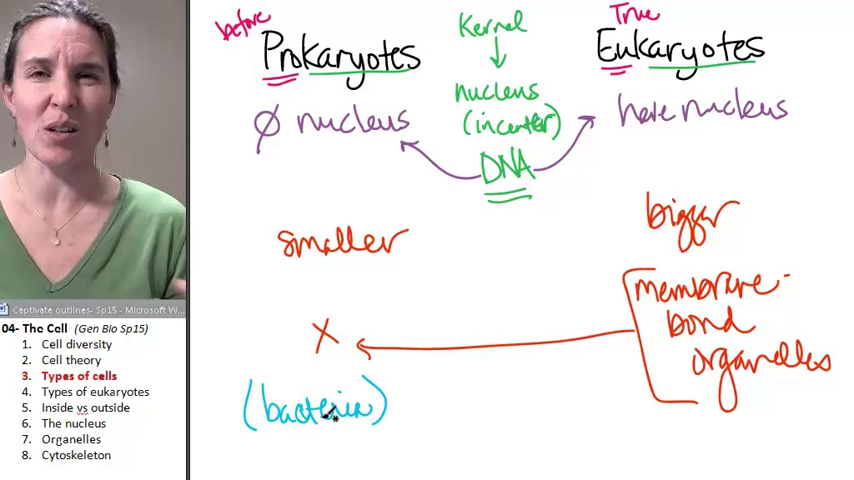 before
Prokaryotes
Kernel
True
Eukaryotes
Ø nucleus
nucleus
(in center)
DNA
have nucleus
smaller
bigger
X
membrane-
bond
organelles
(bacteria)
Captivate outlines- Sp15 - Microsoft W...
04- The Cell (Gen Bio Sp15)
1. Cell diversity
2. Cell theory
3. Types of cells
4. Types of eukaryotes
5. Inside vs outside
6. The nucleus
7. Organelles
8. Cytoskeleton